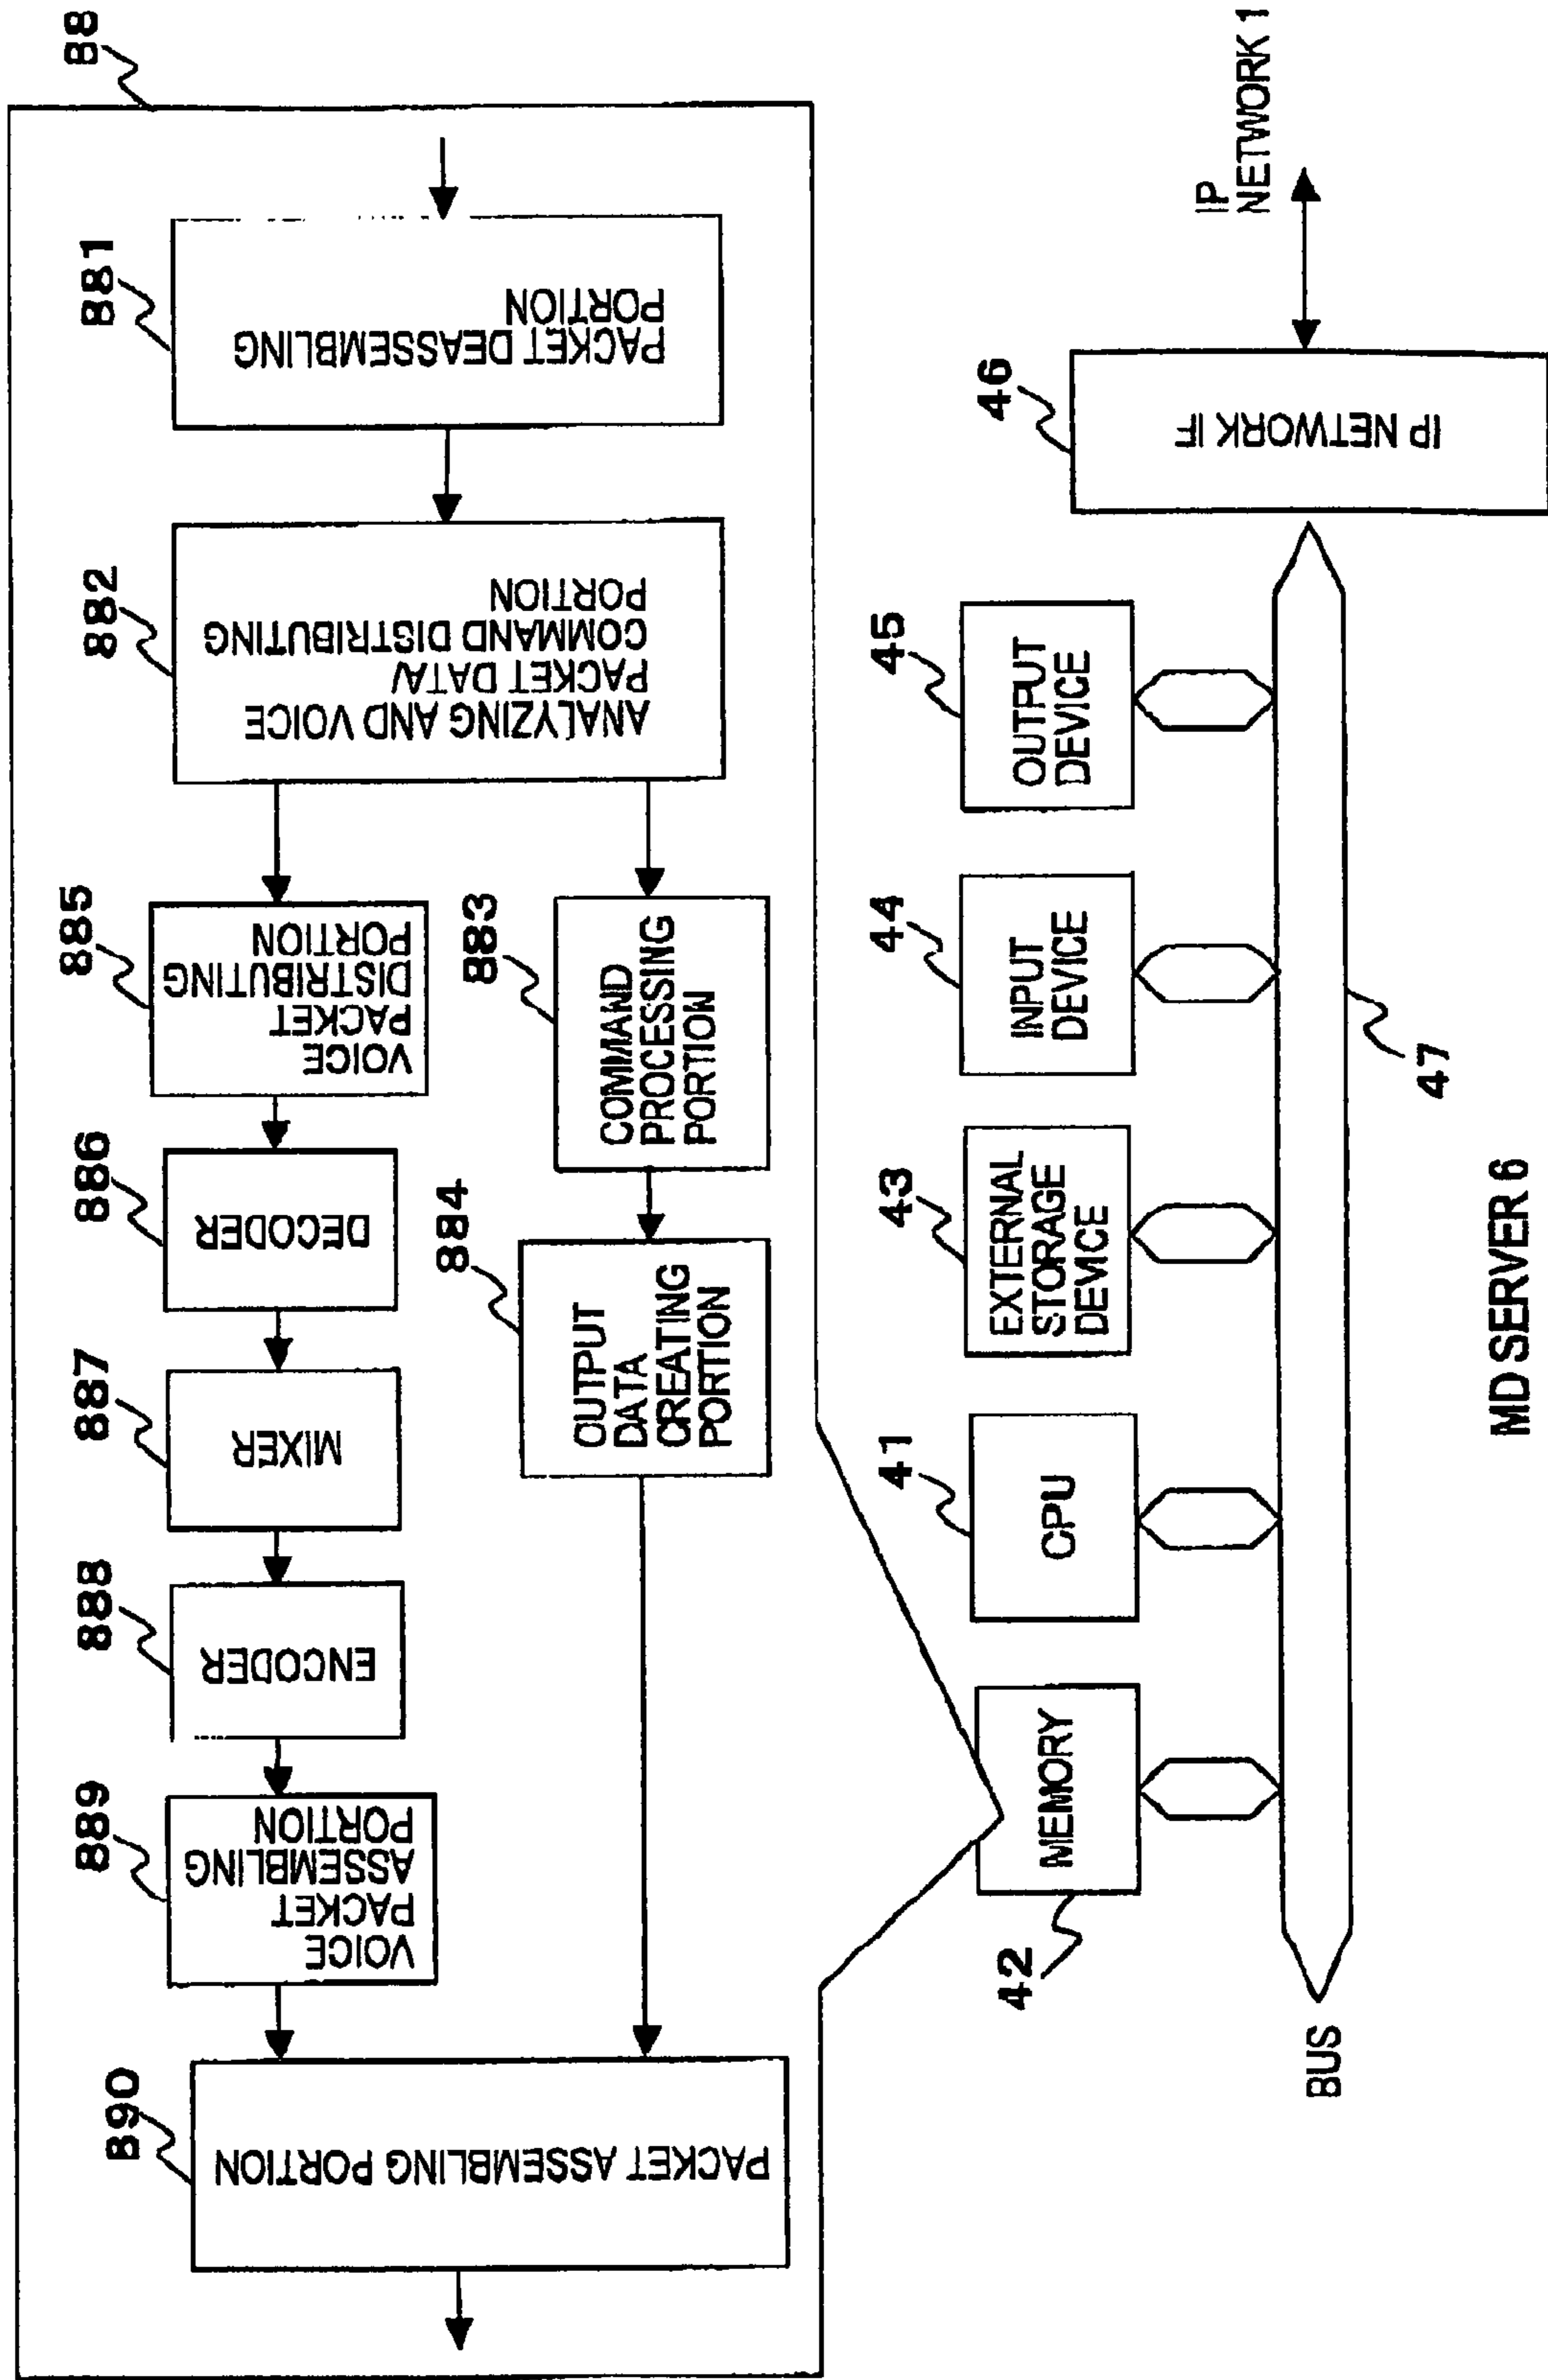 88
881
PACKET DEASSEMBLING
PORTION
882
ANALYZING AND VOICE
PACKET DATA/
COMMAND DISTRIBUTING
PORTION
885
VOICE
PACKET
DISTRIBUTING
PORTION
883
COMMAND
PROCESSING
PORTION
886
DECODER
884
OUTPUT
DATA
CREATING
PORTION
887
MIXER
888
ENCODER
889
VOICE
PACKET
ASSEMBLING
PORTION
890
PACKET ASSEMBLING PORTION
42
MEMORY
41
CPU
43
EXTERNAL
STORAGE
DEVICE
44
INPUT
DEVICE
45
OUTPUT
DEVICE
46
IP NETWORK IF
IP
NETWORK 1
47
BUS
MD SERVER 6